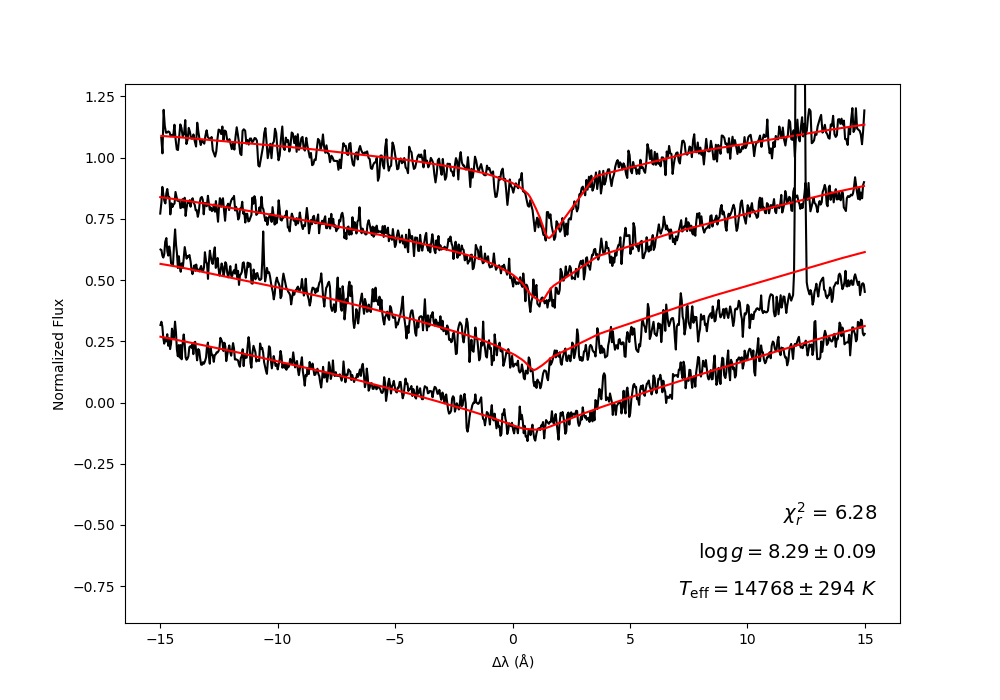 1.25
1.00
0.75
0.50
0.25
0.00
−0.25
−0.50
−0.75
Normalized Flux
χ²ᵣ = 6.28
log g = 8.29 ± 0.09
T_eff = 14768 ± 294 K
−15 −10 −5 0 5 10 15
Δλ (Å)